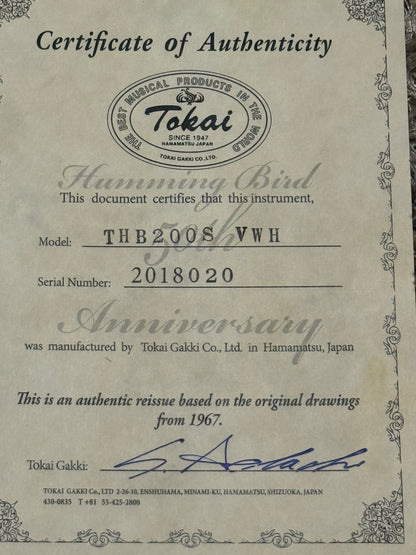 Certificate of Authenticity
THE BEST MUSICAL PRODUCTS IN THE WORLD
Tokai
SINCE 1947
HAMAMATSU JAPAN
TOKAI GAKKI CO., LTD.
Humming Bird
This document certifies that this instrument,
50th
Model: THB200S VWH
Serial Number: 2018020
Anniversary
was manufactured by Tokai Gakki Co., Ltd. in Hamamatsu, Japan
This is an authentic reissue based on the original drawings
from 1967.
Tokai Gakki: S. Adachi
TOKAI GAKKI Co., LTD 2-26-10, ENSHUHAMA, MINAMI-KU, HAMAMATSU, SHIZUOKA, JAPAN
430-0835 T +81 53-425-2800